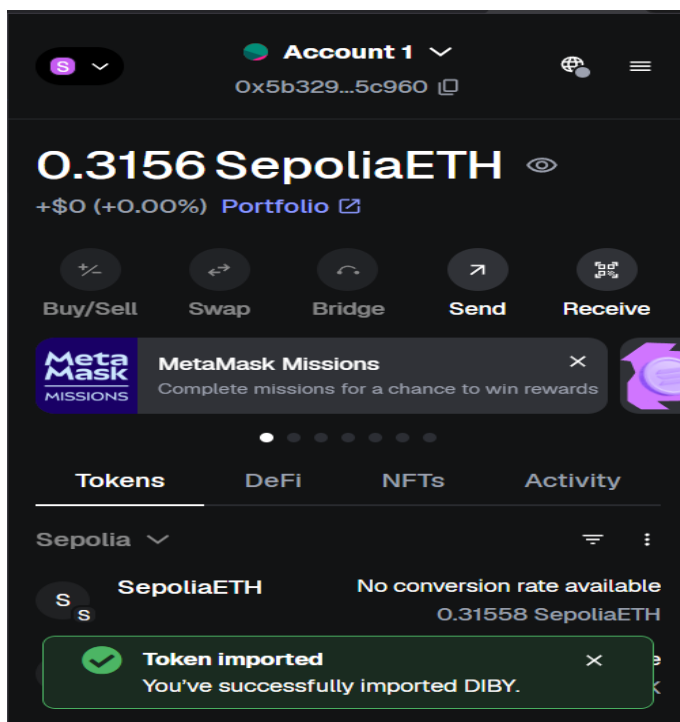 S
Account 1
0x5b329...5c960
0.3156 SepoliaETH
+$0 (+0.00%) Portfolio
Buy/Sell Swap Bridge Send Receive
Meta
Mask
MISSIONS
MetaMask Missions
Complete missions for a chance to win rewards
Tokens DeFi NFTs Activity
Sepolia
S
S
SepoliaETH No conversion rate available
0.31558 SepoliaETH
Token imported
You've successfully imported DIBY.